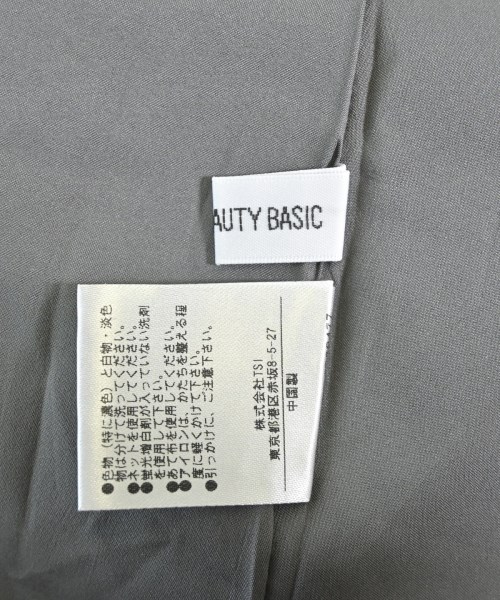 AUTY BASIC
●色物（特に濃色）と白物・淡色
物は分けて洗ってください。
●ネットを使用してください。
●蛍光増白剤が入っていない洗剤
を使用して下さい。
●あて布を使用してください。
●アイロンは、かたちを整える程
度に軽くかけて下さい。
●引っかけに、ご注意下さい。
株式会社TSI
東京都港区赤坂8-5-27
中国製